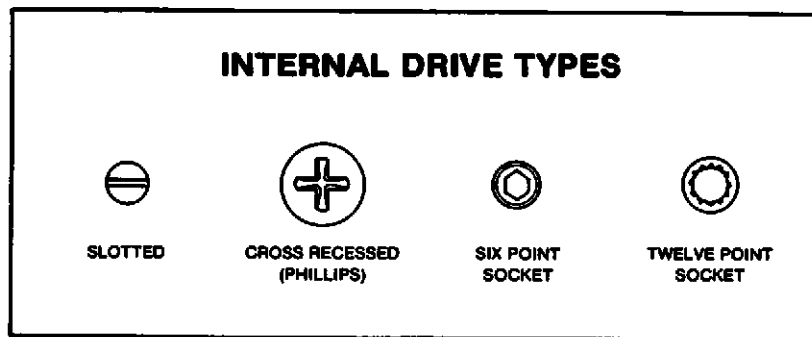 INTERNAL DRIVE TYPES
SLOTTED
CROSS RECESSED
(PHILLIPS)
SIX POINT
SOCKET
TWELVE POINT
SOCKET